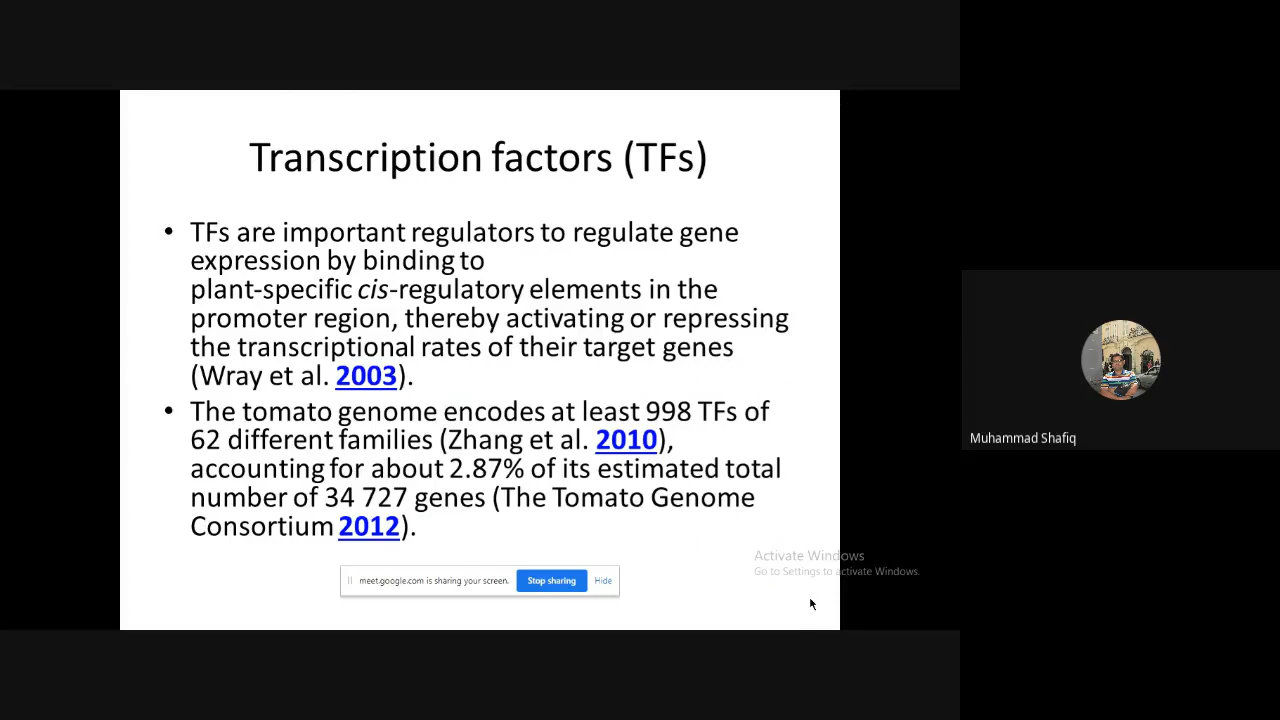 Transcription factors (TFs)
• TFs are important regulators to regulate gene
expression by binding to
plant-specific cis-regulatory elements in the
promoter region, thereby activating or repressing
the transcriptional rates of their target genes
(Wray et al. 2003).
• The tomato genome encodes at least 998 TFs of
62 different families (Zhang et al. 2010),
accounting for about 2.87% of its estimated total
number of 34 727 genes (The Tomato Genome
Consortium 2012).
Activate Windows
Go to Settings to activate Windows.
meet.google.com is sharing your screen. Stop sharing Hide
Muhammad Shafiq